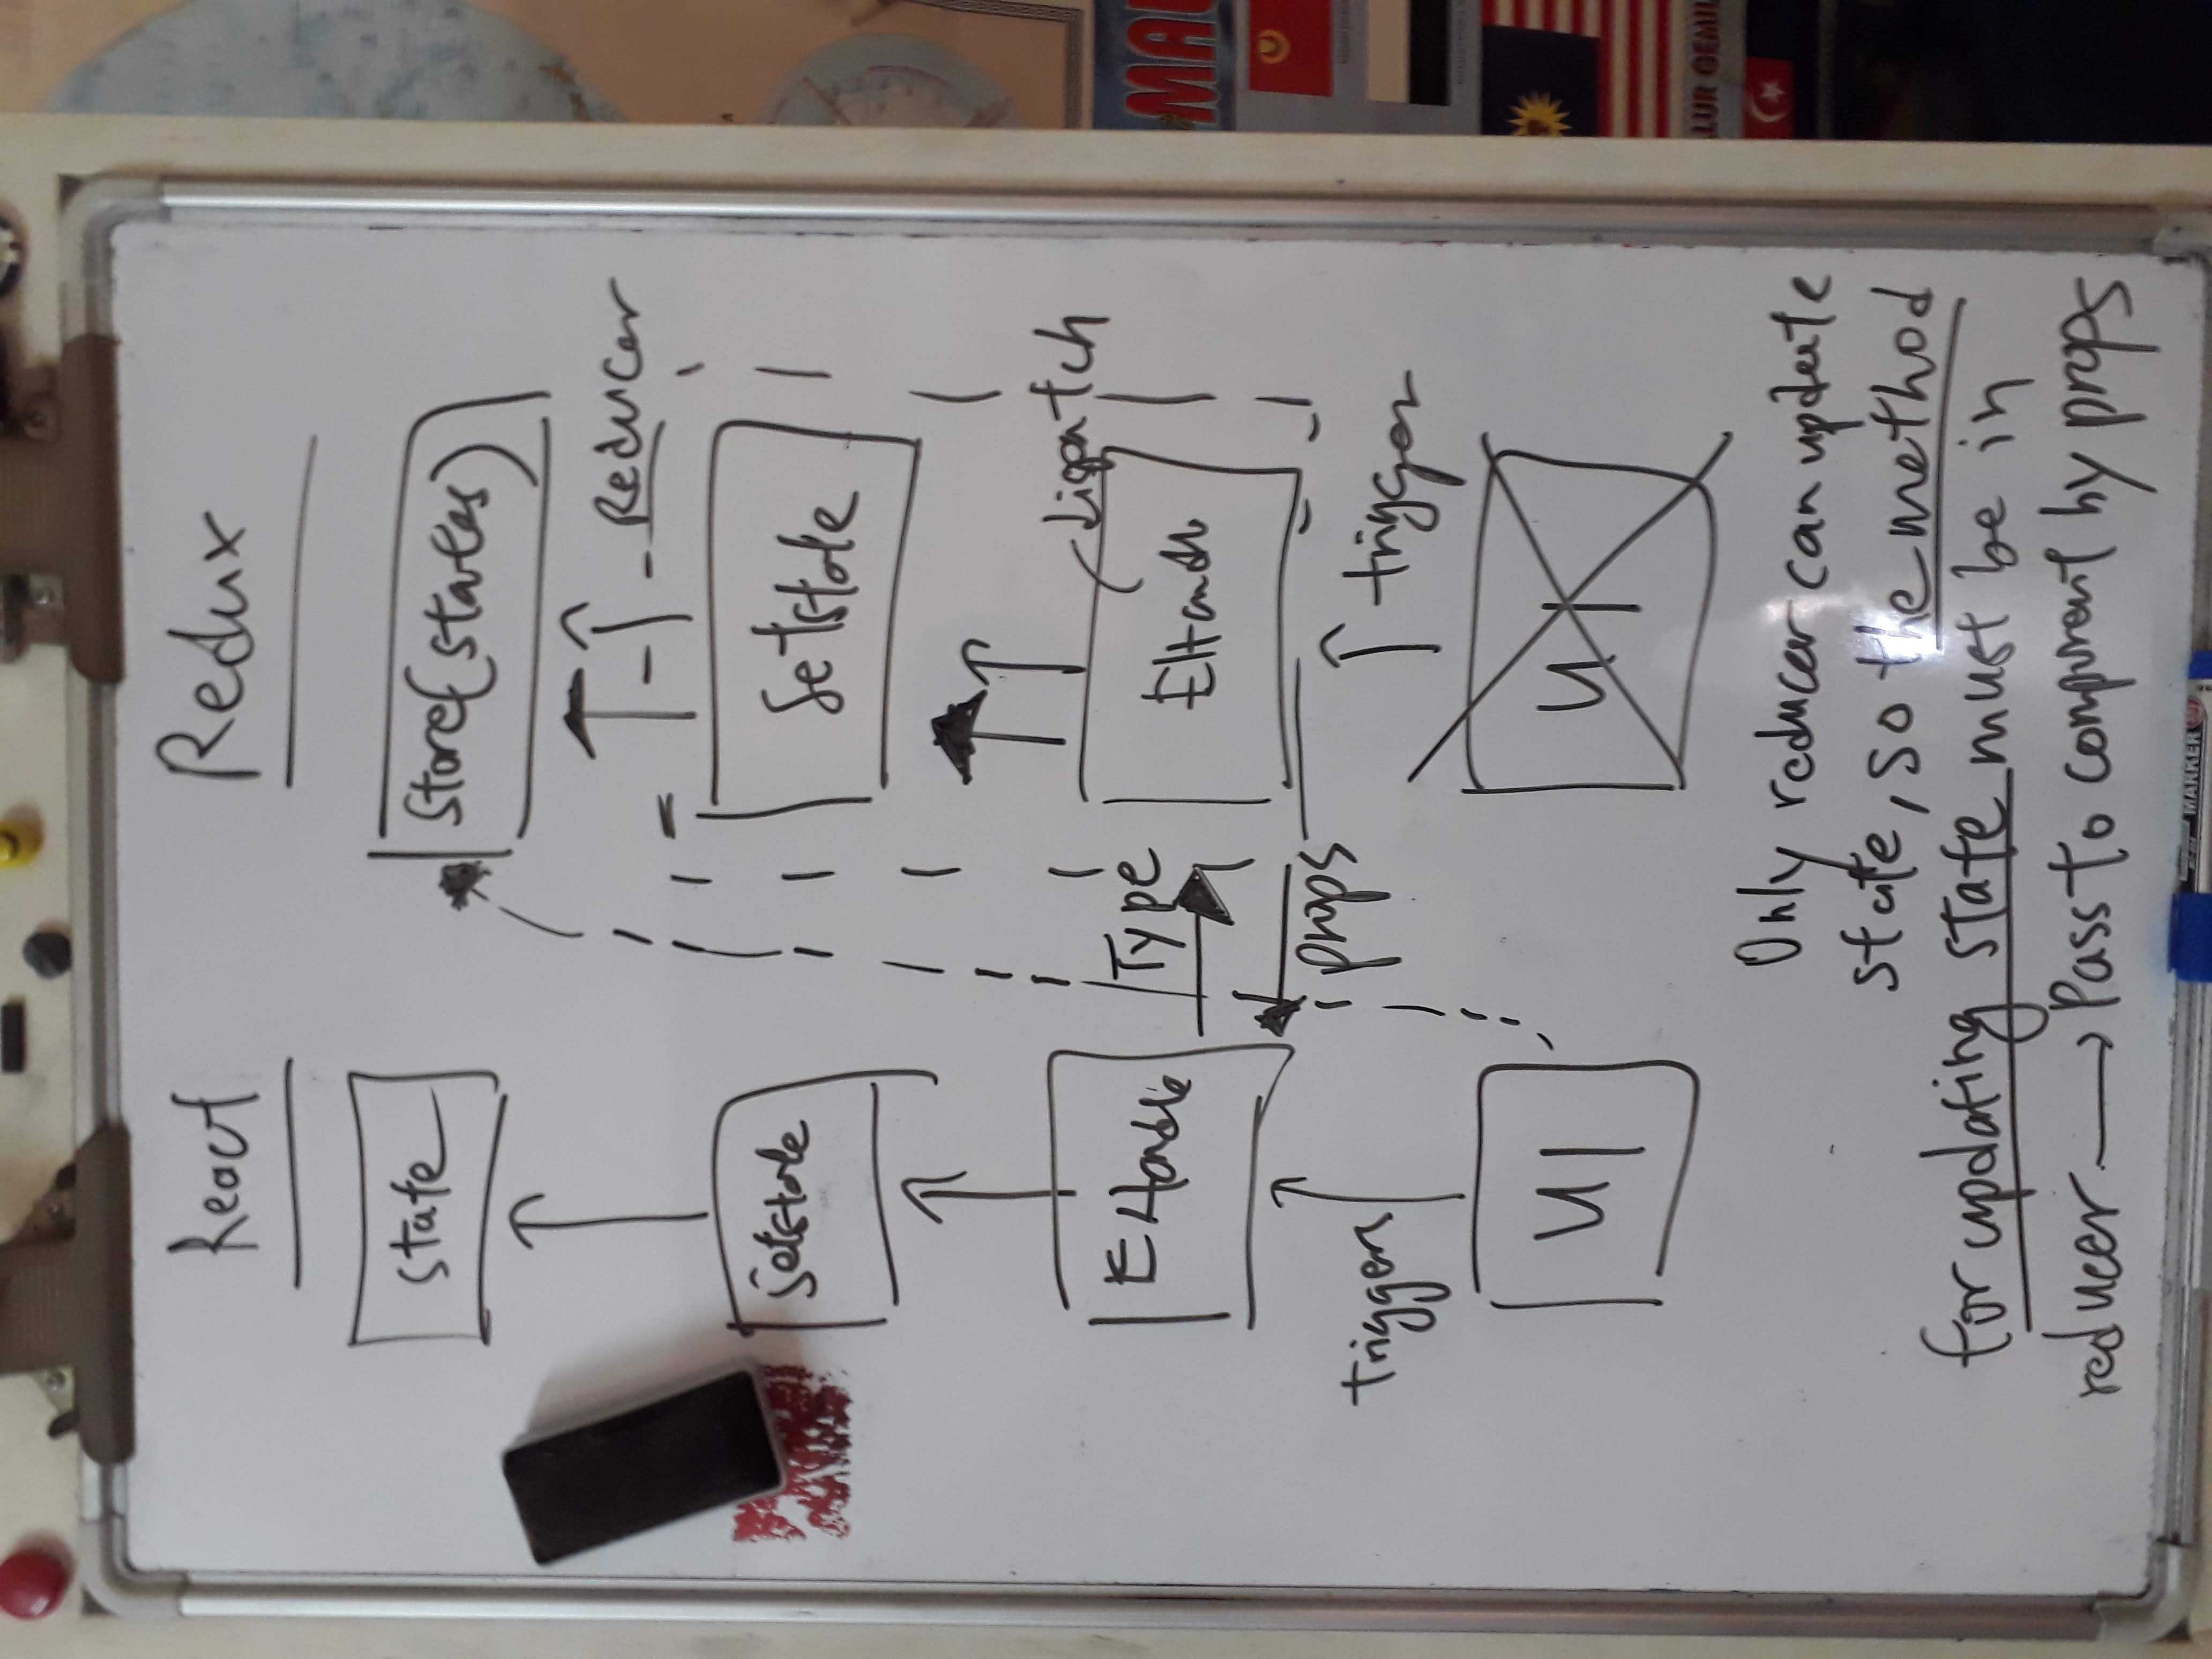 React
Redux
state
Store(states)
Reducer
Setstate
Setstate
dispatch
EHandle
Type
EHandle
props
triggers
trigger
UI
UI
Only reducer can update
state, so the method
for updating state must be in
reducer → Pass to component by props
MARKER
MAL
LUR GEMIL